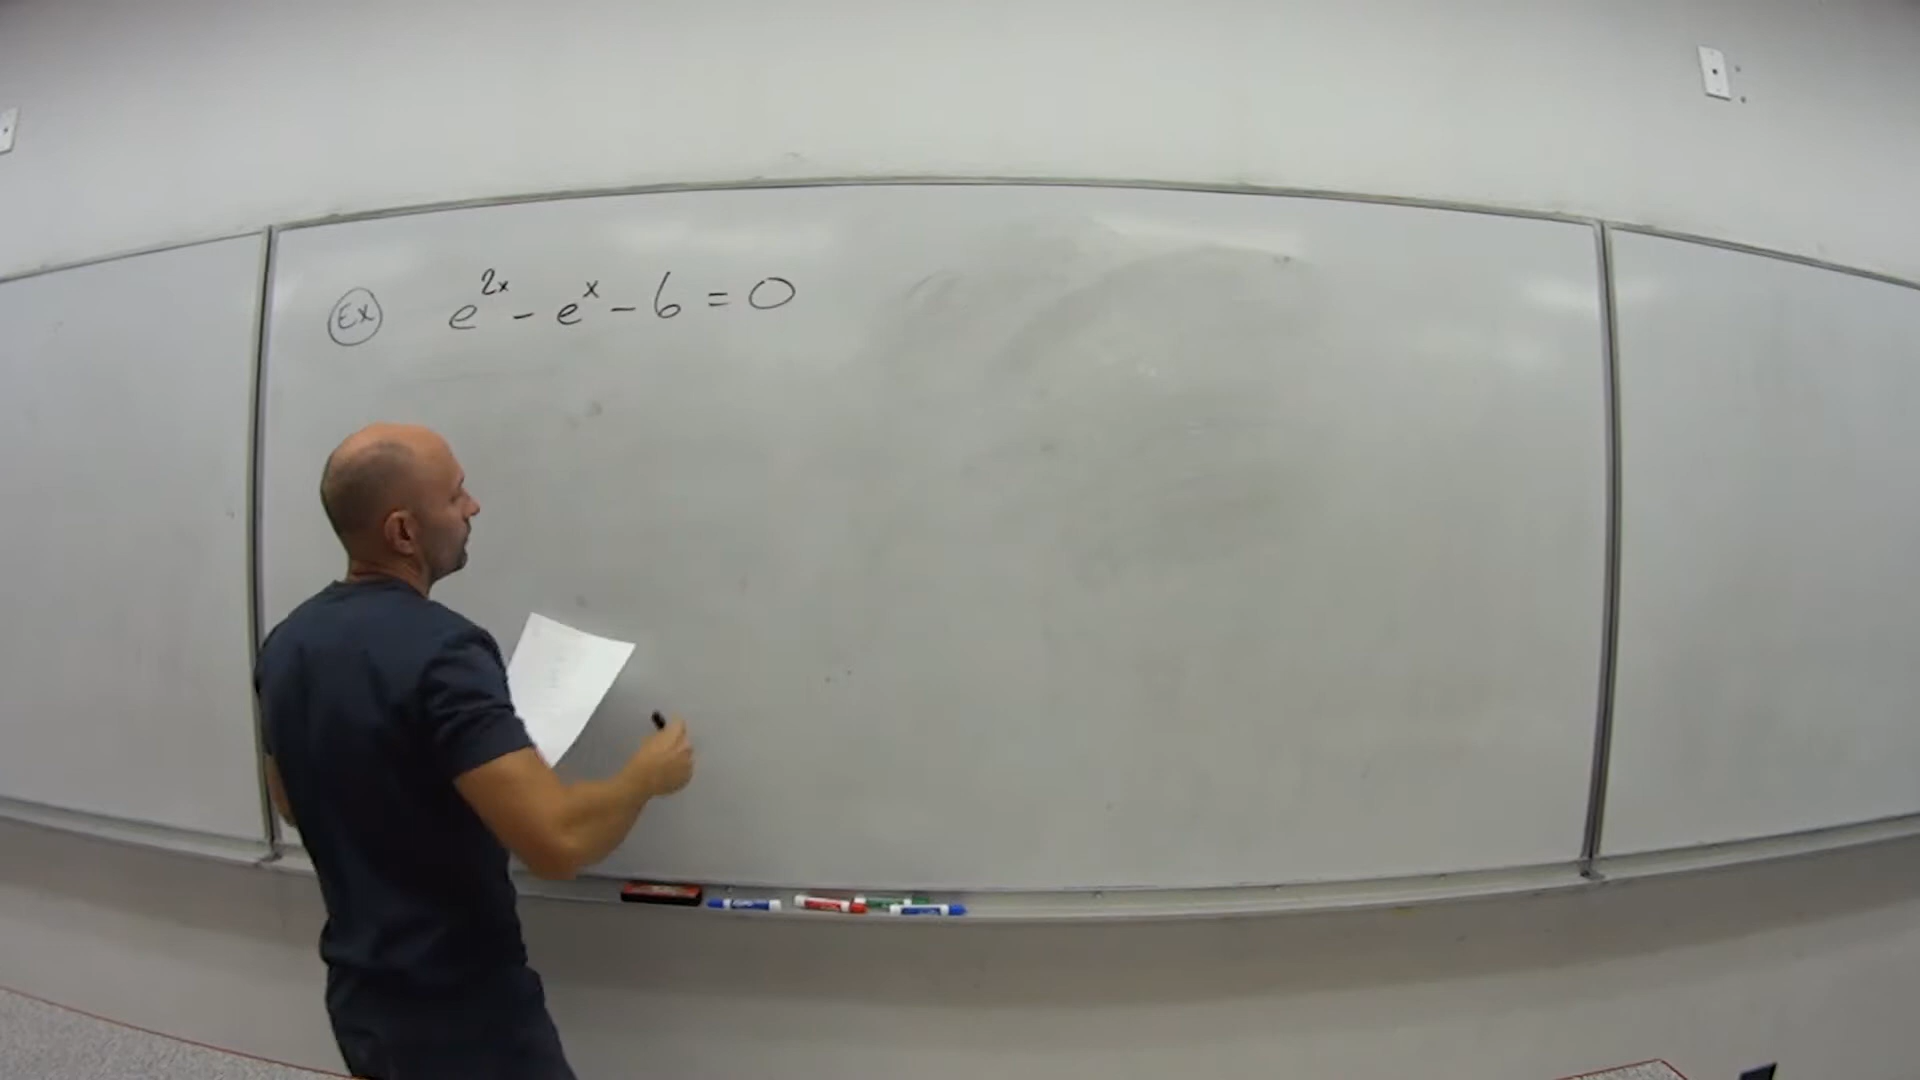 Ex e^{2x} - e^x - 6 = 0